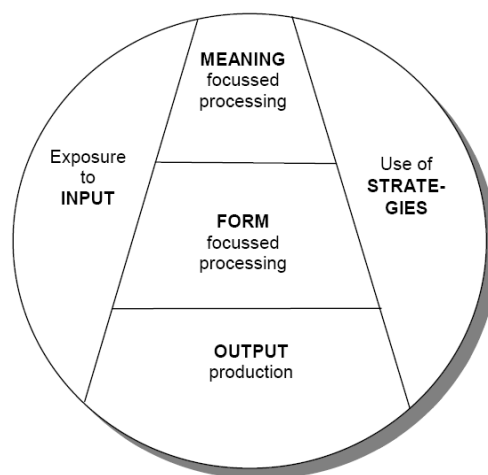 MEANING
focussed
processing
Exposure
to
INPUT
Use of
STRATE-
GIES
FORM
focussed
processing
OUTPUT
production